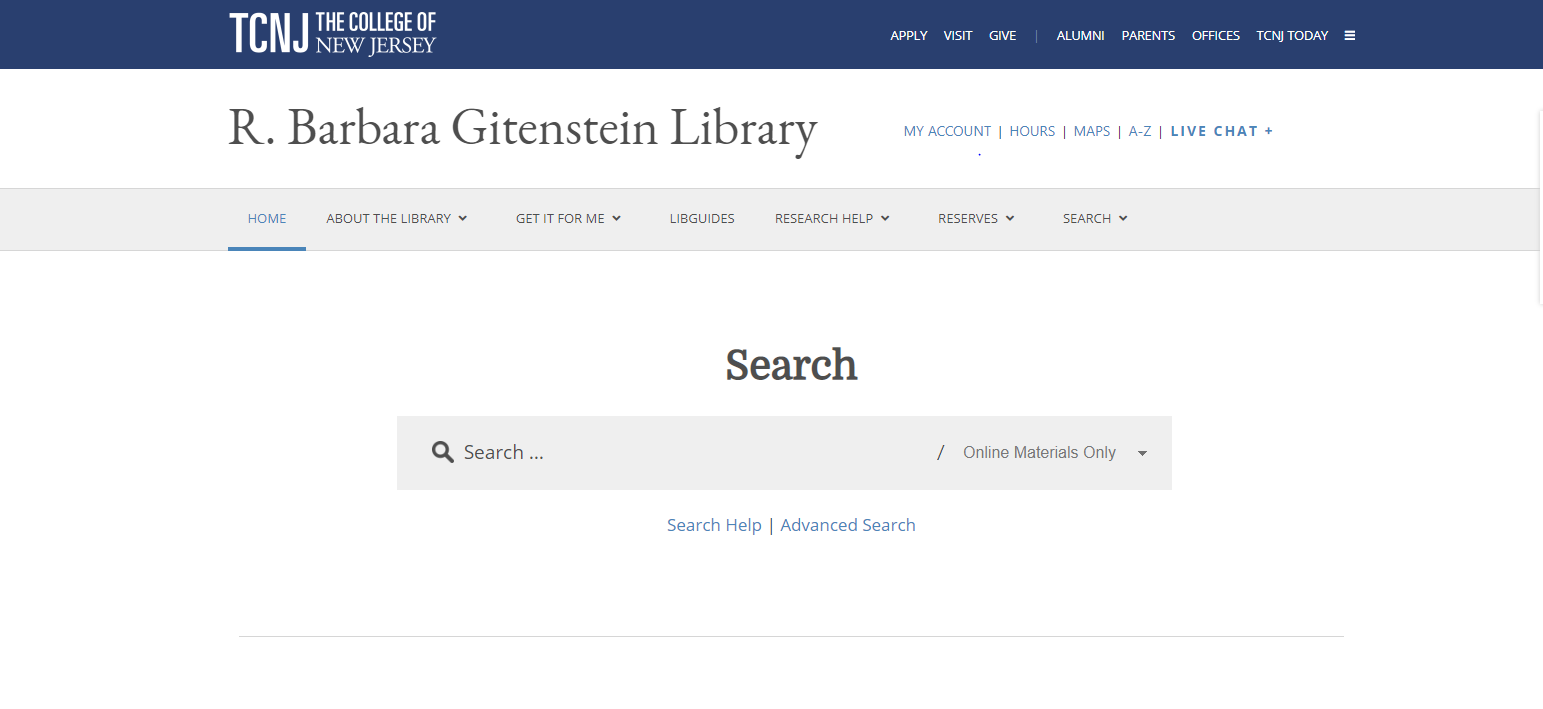 TCNJ THE COLLEGE OF
NEW JERSEY
APPLY VISIT GIVE | ALUMNI PARENTS OFFICES TCNJ TODAY
R. Barbara Gitenstein Library
MY ACCOUNT | HOURS | MAPS | A-Z | LIVE CHAT +
HOME ABOUT THE LIBRARY GET IT FOR ME LIBGUIDES RESEARCH HELP RESERVES SEARCH
Search
Search ... / Online Materials Only
Search Help | Advanced Search